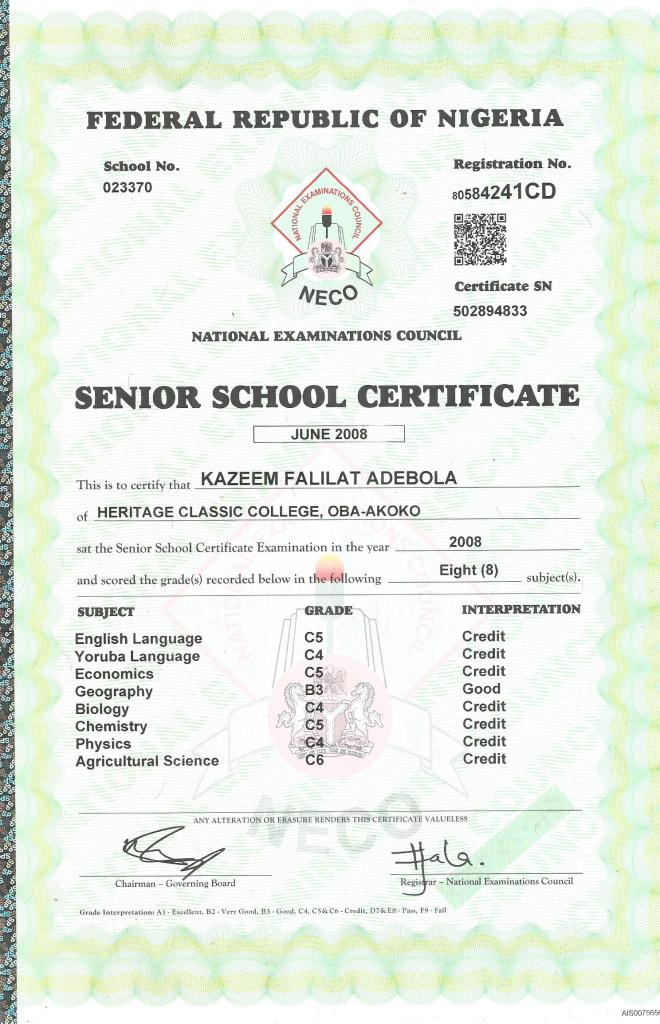 FEDERAL REPUBLIC OF NIGERIA
School No.
023370
Registration No.
80584241CD
NATIONAL EXAMINATIONS COUNCIL
NECO
Certificate SN
502894833
NATIONAL EXAMINATIONS COUNCIL
SENIOR SCHOOL CERTIFICATE
JUNE 2008
This is to certify that KAZEEM FALILAT ADEBOLA
of HERITAGE CLASSIC COLLEGE, OBA-AKOKO
sat the Senior School Certificate Examination in the year 2008
and scored the grade(s) recorded below in the following Eight (8) subject(s).
SUBJECT GRADE INTERPRETATION
English Language C5 Credit
Yoruba Language C4 Credit
Economics C5 Credit
Geography B3 Good
Biology C4 Credit
Chemistry C5 Credit
Physics C4 Credit
Agricultural Science C6 Credit
NATIONAL EXAMINATIONS COUNCIL
NECO
ANY ALTERATION OR ERASURE RENDERS THIS CERTIFICATE VALUELESS
Chairman – Governing Board
Registrar – National Examinations Council
Grade Interpretation: A1 - Excellent, B2 - Very Good, B3 - Good, C4, C5 & C6 - Credit, D7 & E8 - Pass, F9 - Fail